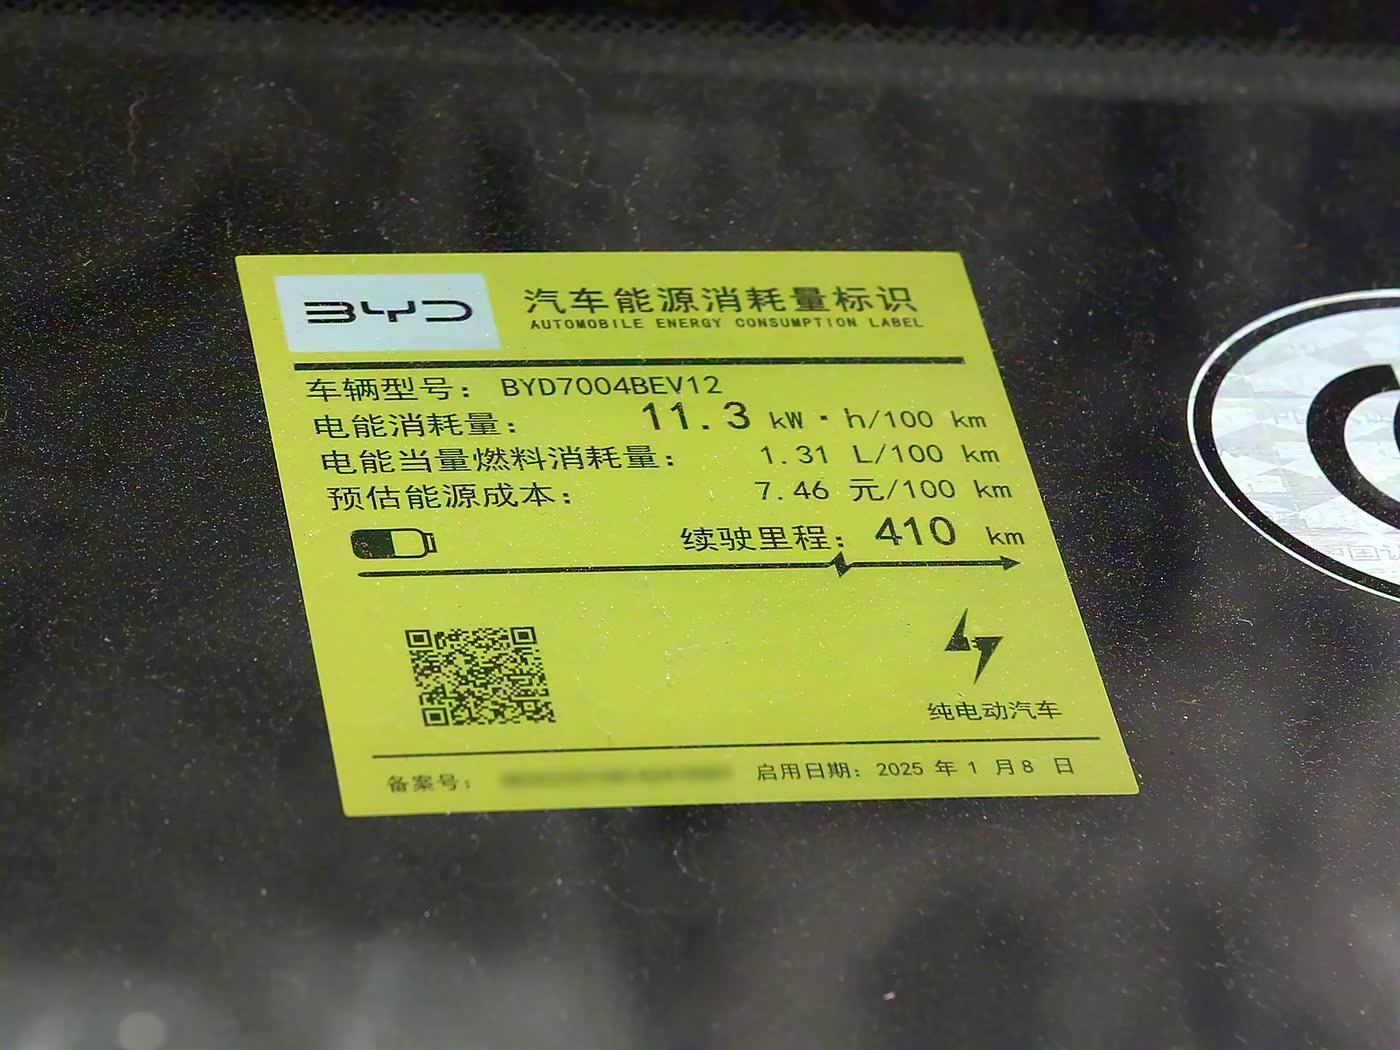 BYD
汽车能源消耗量标识
AUTOMOBILE ENERGY CONSUMPTION LABEL
车辆型号: BYD7004BEV12
电能消耗量: 11.3 kW·h/100 km
电能当量燃料消耗量: 1.31 L/100 km
预估能源成本: 7.46 元/100 km
续驶里程: 410 km
纯电动汽车
备案号:
启用日期: 2025 年 1 月 8 日